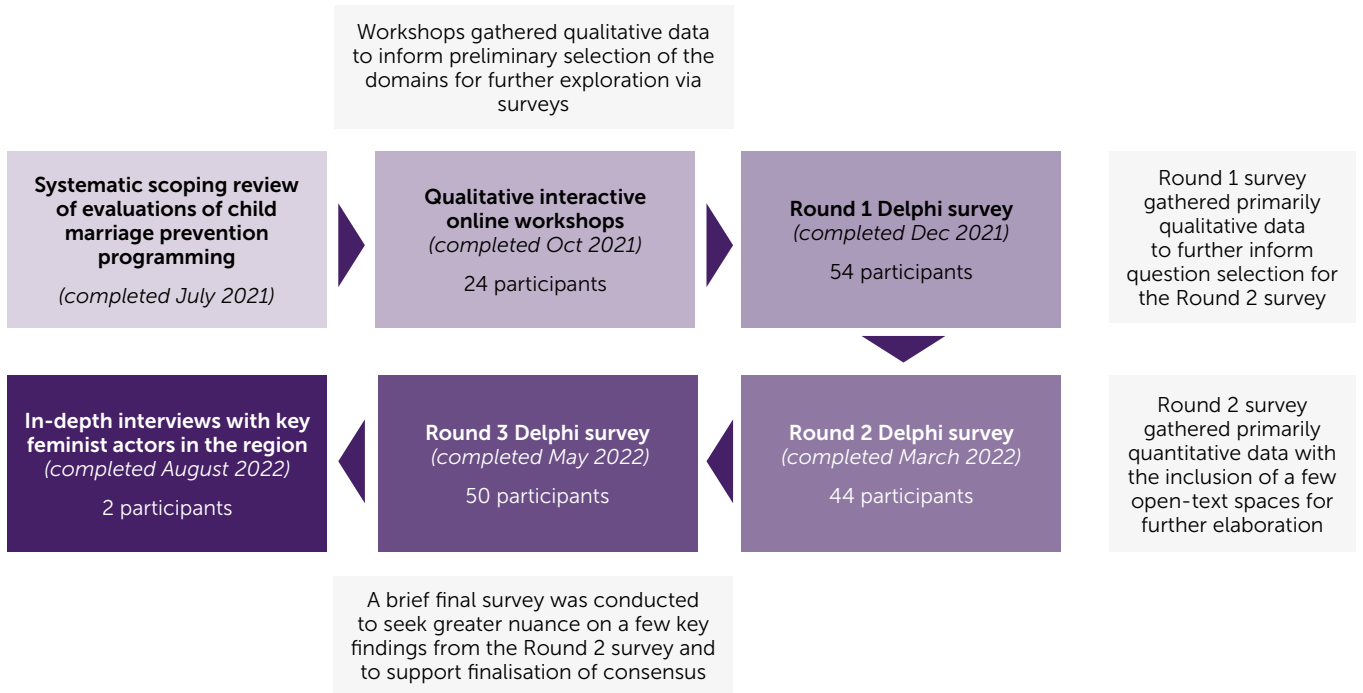 Workshops gathered qualitative data
to inform preliminary selection of the
domains for further exploration via
surveys
Systematic scoping review
of evaluations of child
marriage prevention
programming
(completed July 2021)
Qualitative interactive
online workshops
(completed Oct 2021)
24 participants
Round 1 Delphi survey
(completed Dec 2021)
54 participants
Round 1 survey
gathered primarily
qualitative data
to further inform
question selection for
the Round 2 survey
Round 2 Delphi survey
(completed March 2022)
44 participants
Round 2 survey
gathered primarily
quantitative data with
the inclusion of a few
open-text spaces for
further elaboration
Round 3 Delphi survey
(completed May 2022)
50 participants
A brief final survey was conducted
to seek greater nuance on a few key
findings from the Round 2 survey and
to support finalisation of consensus
In-depth interviews with key
feminist actors in the region
(completed August 2022)
2 participants